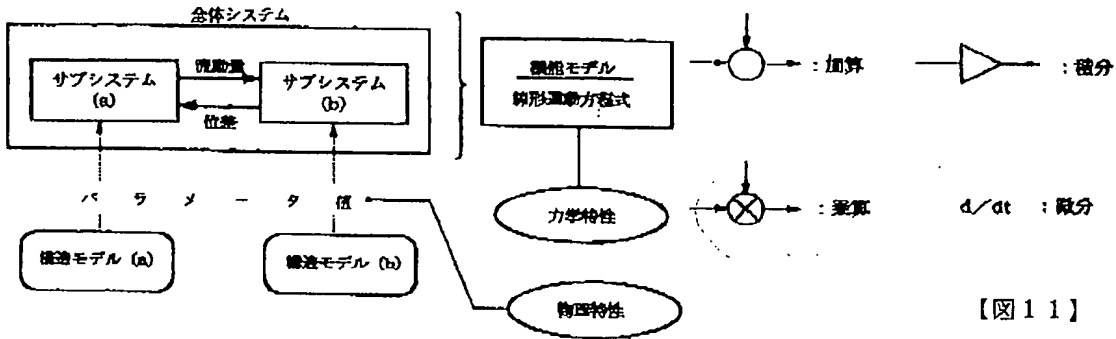 全体システム
サブシステム
(a)
流動量
位差
サブシステム
(b)
機能モデル
線形運動方程式
: 加算
: 積分
パラメータ値
力学特性
: 乗算
d/dt : 微分
構造モデル (a)
構造モデル (b)
物理特性
【図11】